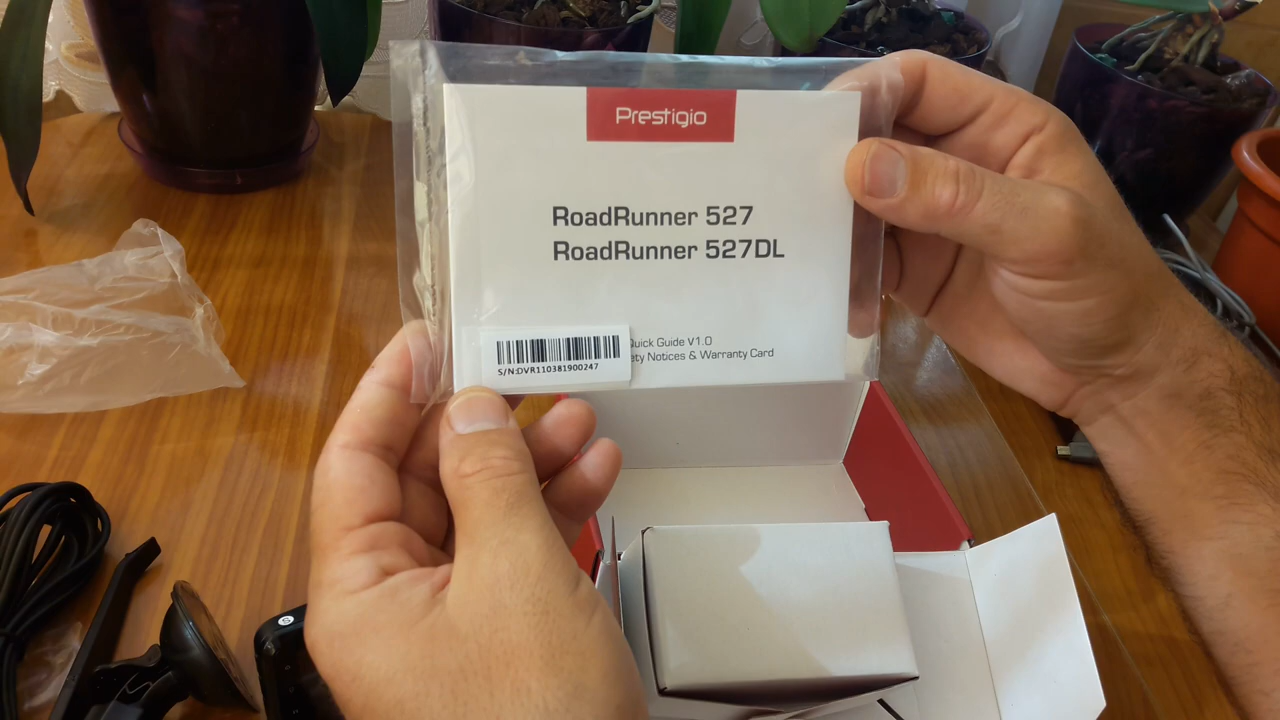 Prestigio
RoadRunner 527
RoadRunner 527DL
Quick Guide V1.0
ety Notices & Warranty Card
S/N:DVR110381900247
S